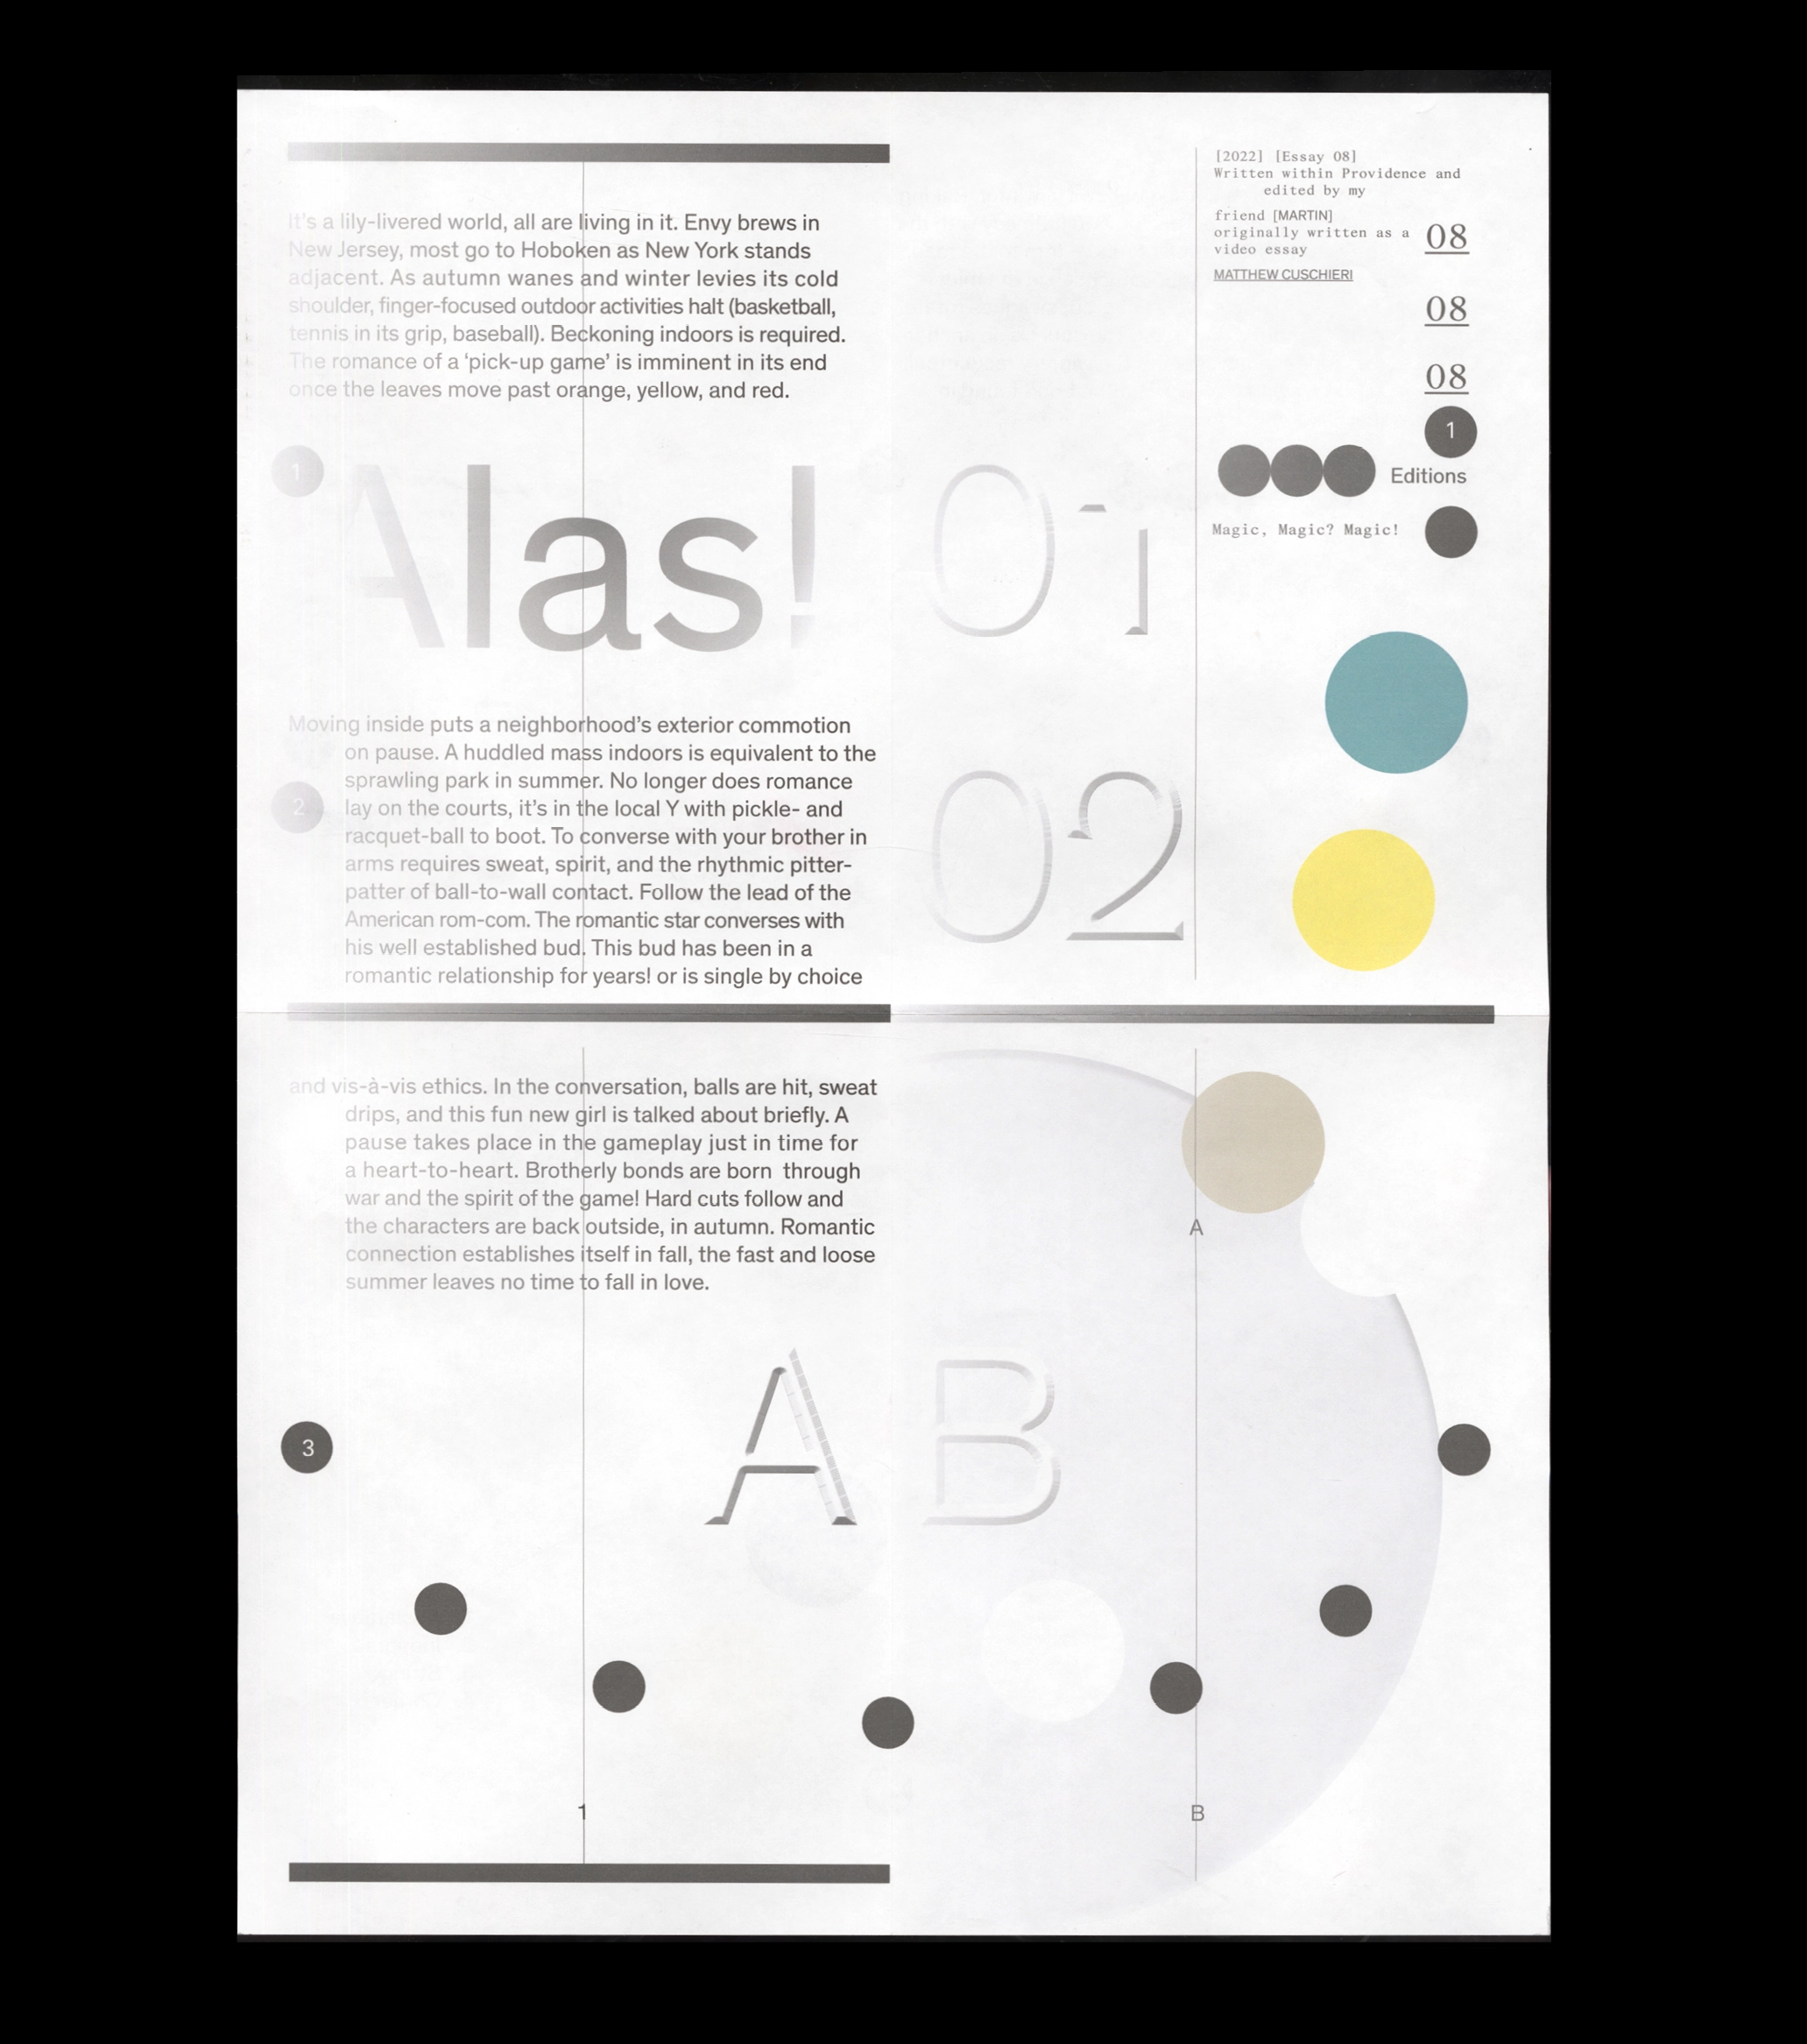 It's a lily-livered world, all are living in it. Envy brews in
New Jersey, most go to Hoboken as New York stands
adjacent. As autumn wanes and winter levies its cold
shoulder, finger-focused outdoor activities halt (basketball,
tennis in its grip, baseball). Beckoning indoors is required.
The romance of a ‘pick-up game’ is imminent in its end
once the leaves move past orange, yellow, and red.
1
Alas!
Moving inside puts a neighborhood’s exterior commotion
on pause. A huddled mass indoors is equivalent to the
sprawling park in summer. No longer does romance
2
lay on the courts, it’s in the local Y with pickle- and
racquet-ball to boot. To converse with your brother in
arms requires sweat, spirit, and the rhythmic pitter-
patter of ball-to-wall contact. Follow the lead of the
American rom-com. The romantic star converses with
his well established bud. This bud has been in a
romantic relationship for years! or is single by choice
01
02
[2022] [Essay 08]
Written within Providence and
edited by my
friend [MARTIN]
originally written as a
video essay
MATTHEW CUSCHIERI
08
08
08
1
Editions
Magic, Magic? Magic!
and vis-à-vis ethics. In the conversation, balls are hit, sweat
drips, and this fun new girl is talked about briefly. A
pause takes place in the gameplay just in time for
a heart-to-heart. Brotherly bonds are born through
war and the spirit of the game! Hard cuts follow and
the characters are back outside, in autumn. Romantic
connection establishes itself in fall, the fast and loose
summer leaves no time to fall in love.
A
A B
3
1
B